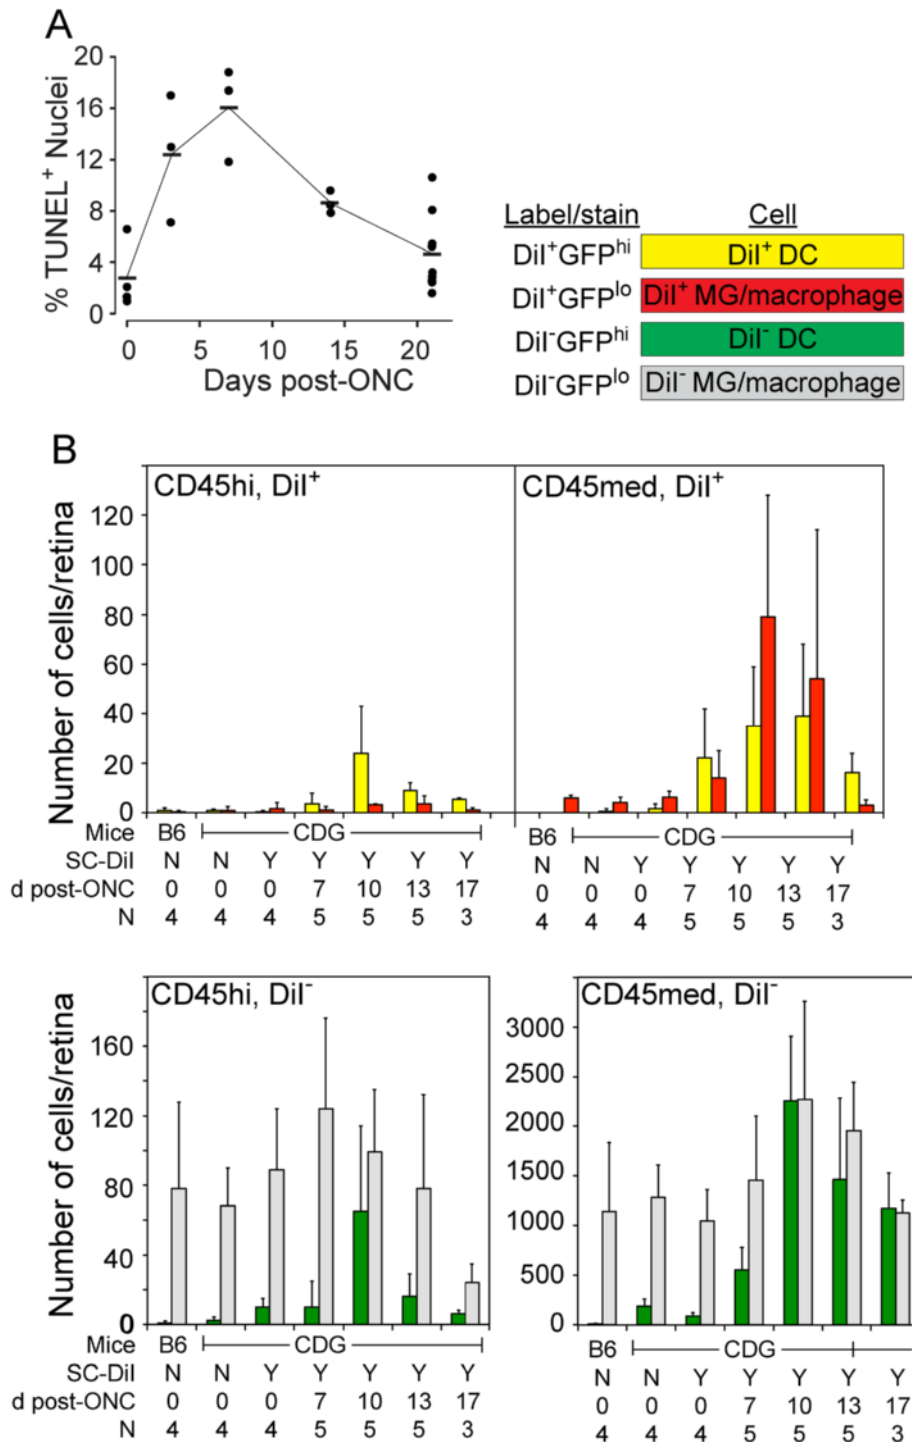 A
% TUNEL⁺ Nuclei
20
16
12
8
4
0
0 5 10 15 20
Days post-ONC
Label/stain Cell
DiI⁺GFPʰⁱ DiI⁺ DC
DiI⁺GFPˡᵒ DiI⁺ MG/macrophage
DiI⁻GFPʰⁱ DiI⁻ DC
DiI⁻GFPˡᵒ DiI⁻ MG/macrophage
B
CD45hi, DiI⁺
Number of cells/retina
120
100
80
60
40
20
0
Mice B6 CDG
SC-DiI N N Y Y Y Y Y
d post-ONC 0 0 0 7 10 13 17
N 4 4 4 5 5 5 3
CD45med, DiI⁺
B6 CDG
N N Y Y Y Y Y
0 0 0 7 10 13 17
4 4 4 5 5 5 3
CD45hi, DiI⁻
Number of cells/retina
160
120
80
40
0
Mice B6 CDG
SC-DiI N N Y Y Y Y Y
d post-ONC 0 0 0 7 10 13 17
N 4 4 4 5 5 5 3
CD45med, DiI⁻
3000
2500
2000
1500
1000
500
0
B6 CDG
N N Y Y Y Y Y
0 0 0 7 10 13 17
4 4 4 5 5 5 3